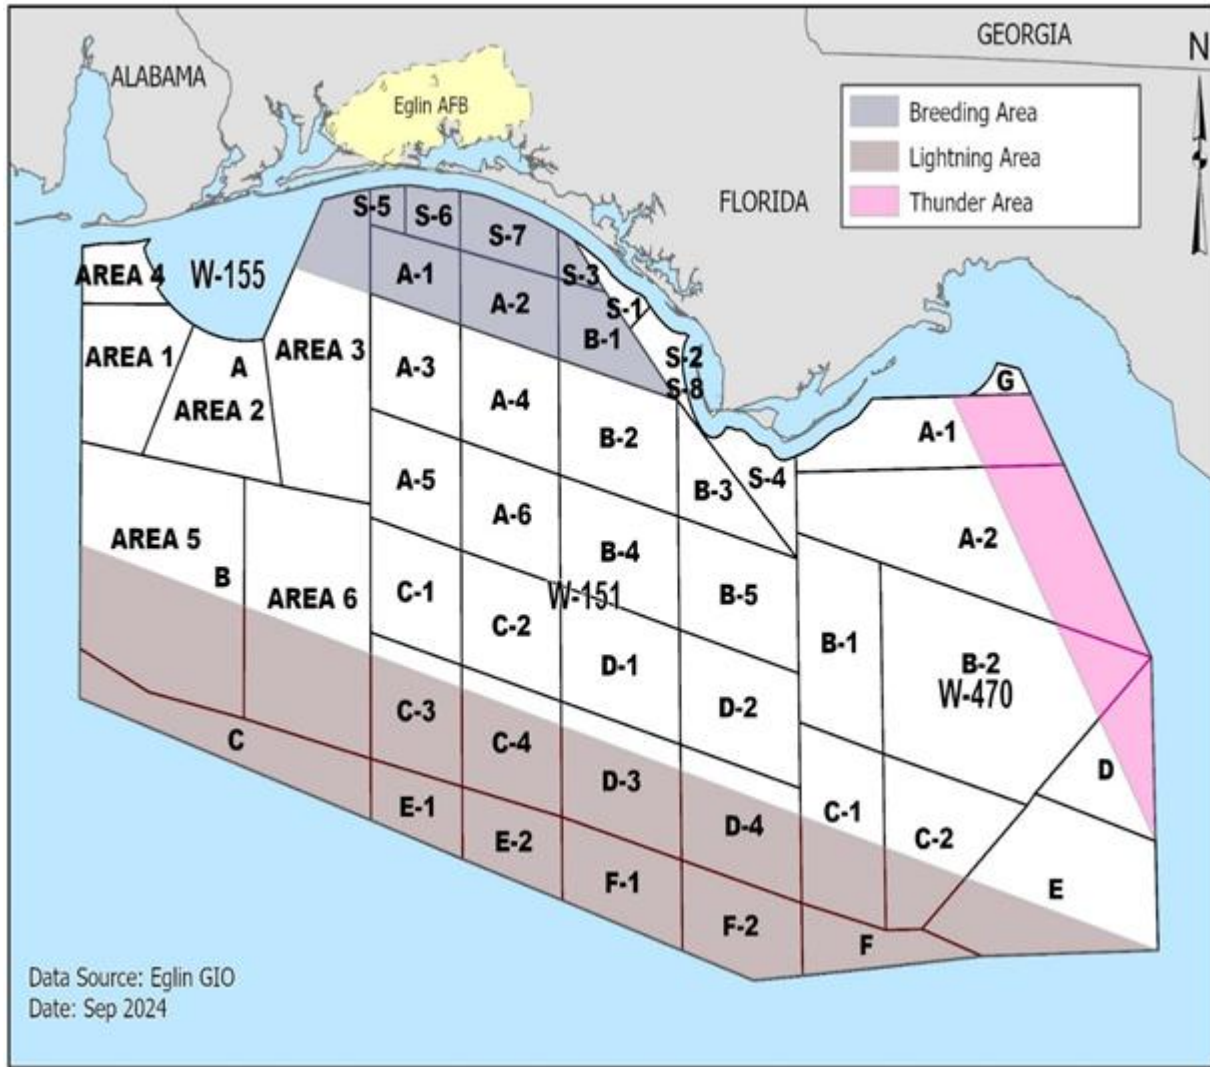 GEORGIA
N
ALABAMA
Eglin AFB
Breeding Area
Lightning Area
Thunder Area
FLORIDA
S-5
S-6
S-7
AREA 4
W-155
A-1
S-3
A-2
S-1
B-1
AREA 1
A
AREA 2
AREA 3
A-3
S-2
S-8
G
A-4
A-1
B-2
A-5
B-3
S-4
A-6
AREA 5
B
B-4
A-2
AREA 6
C-1
W-151
B-5
C-2
D-1
B-1
B-2
W-470
C-3
D-2
C
C-4
D-3
D
E-1
D-4
C-1
E-2
C-2
F-1
E
F-2
F
Data Source: Eglin GIO
Date: Sep 2024